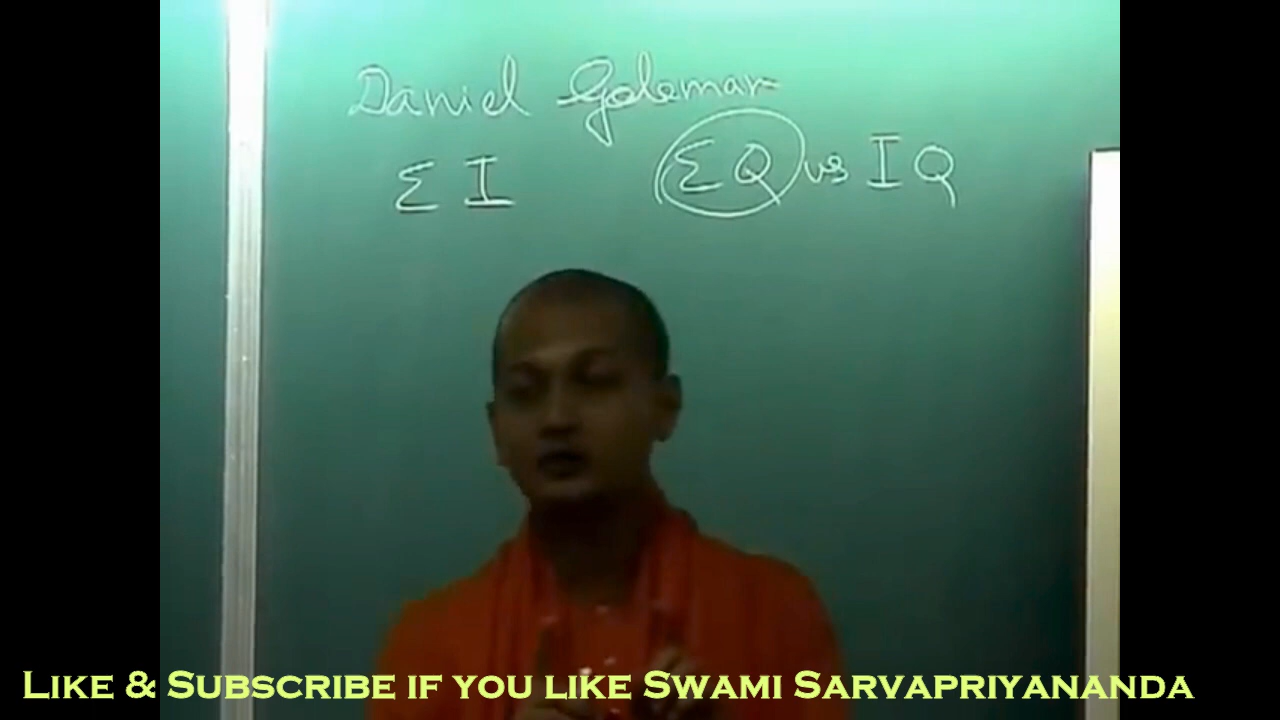 Daniel Goleman
EI EQ vs IQ
Like & Subscribe if you like Swami Sarvapriyananda